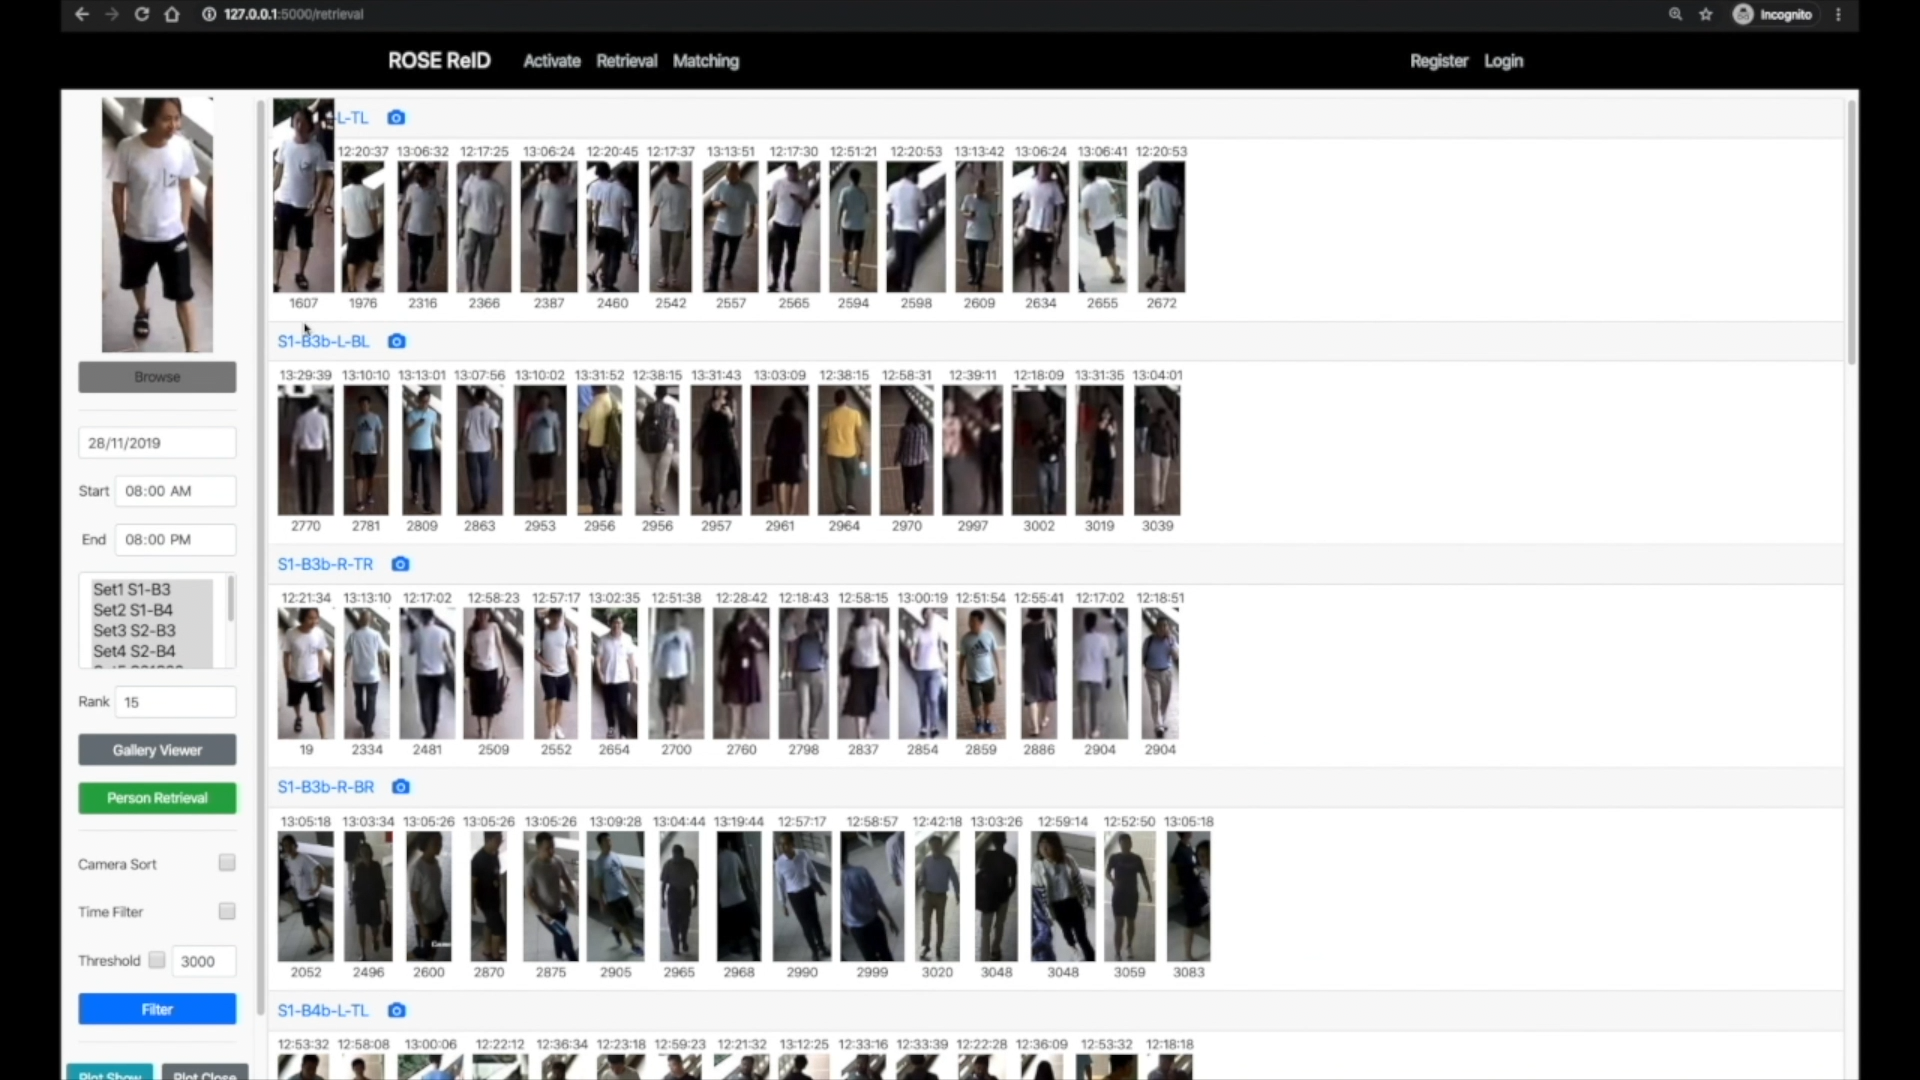 127.0.0.1:5000/retrieval
Incognito
ROSE ReID Activate Retrieval Matching Register Login
L-TL
12:20:37 13:06:32 12:17:25 13:06:24 12:20:45 12:17:37 13:13:51 12:17:30 12:51:21 12:20:53 13:13:42 13:06:24 13:06:41 12:20:53
1607 1976 2316 2366 2387 2460 2542 2557 2565 2594 2598 2609 2634 2655 2672
S1-B3b-L-BL
13:29:39 13:10:10 13:13:01 13:07:56 13:10:02 13:31:52 12:38:15 13:31:43 13:03:09 12:38:15 12:58:31 12:39:11 12:18:09 13:31:35 13:04:01
2770 2781 2809 2863 2953 2956 2956 2957 2961 2964 2970 2997 3002 3019 3039
S1-B3b-R-TR
12:21:34 13:13:10 12:17:02 12:58:23 12:57:17 13:02:35 12:51:38 12:28:42 12:18:43 12:58:15 13:00:19 12:51:54 12:55:41 12:17:02 12:18:51
19 2334 2481 2509 2552 2654 2700 2760 2798 2837 2854 2859 2886 2904 2904
S1-B3b-R-BR
13:05:18 13:03:34 13:05:26 13:05:26 13:05:26 13:09:28 13:04:44 13:19:44 12:57:17 12:58:57 12:42:18 13:03:26 12:59:14 12:52:50 13:05:18
2052 2496 2600 2870 2875 2905 2965 2968 2990 2999 3020 3048 3048 3059 3083
S1-B4b-L-TL
12:53:32 12:58:08 13:00:06 12:22:12 12:36:34 12:23:18 12:59:23 12:21:32 13:12:25 12:33:16 12:33:39 12:22:28 12:36:09 12:53:32 12:18:18
Browse
28/11/2019
Start 08:00 AM
End 08:00 PM
Set1 S1-B3
Set2 S1-B4
Set3 S2-B3
Set4 S2-B4
Rank 15
Gallery Viewer
Person Retrieval
Camera Sort
Time Filter
Threshold 3000
Filter
Plot Show Plot Close